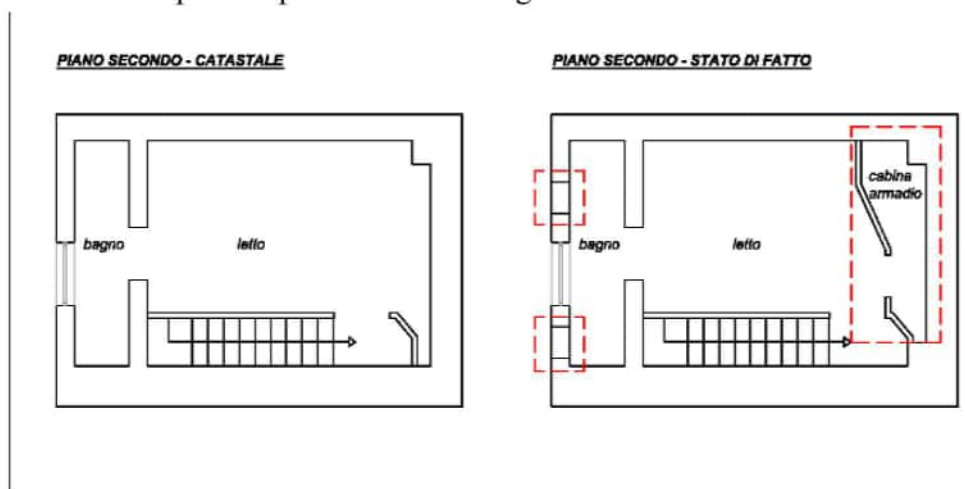 PIANO SECONDO - CATASTALE
PIANO SECONDO - STATO DI FATTO
bagno
letto
bagno
letto
cabina
armadio